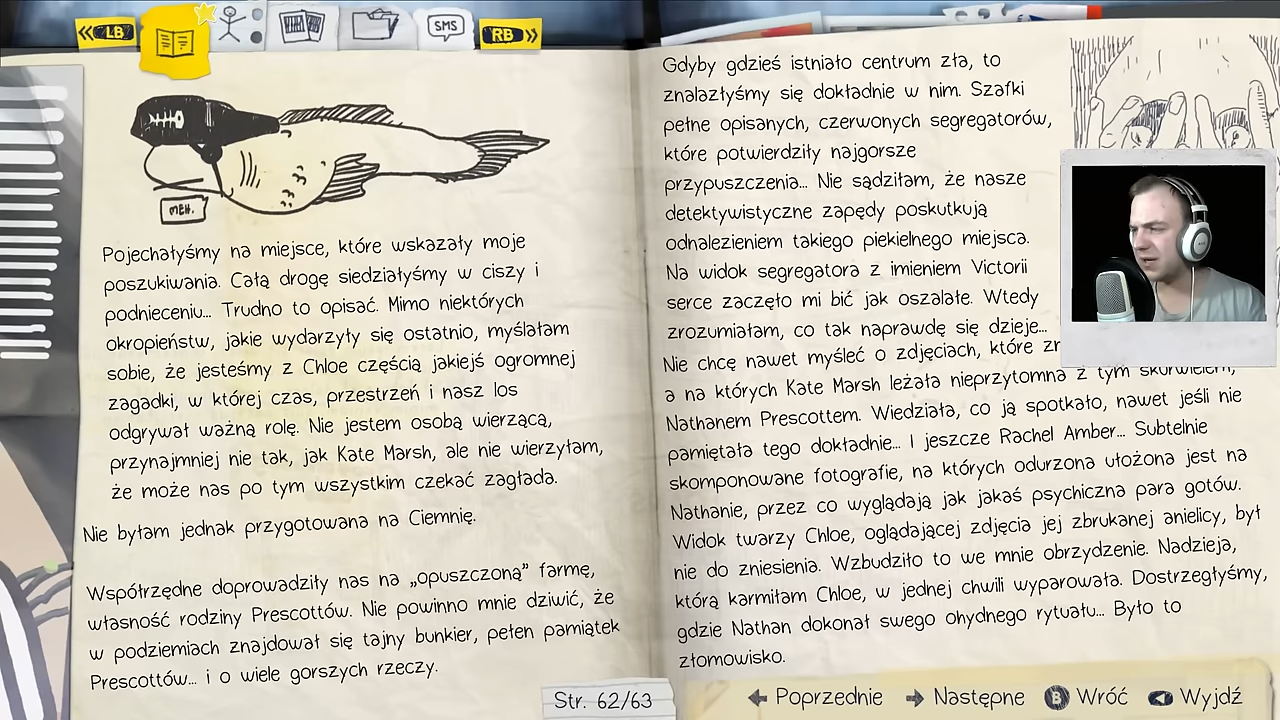 LB
SMS
RB
MEH.
Pojechałyśmy na miejsce, które wskazały moje
poszukiwania. Całą drogę siedziałyśmy w ciszy i
podnieceniu... Trudno to opisać. Mimo niektórych
okropieństw, jakie wydarzyły się ostatnio, myślałam
sobie, że jesteśmy z Chloe częścią jakiejś ogromnej
zagadki, w której czas, przestrzeń i nasz los
odgrywał ważną rolę. Nie jestem osobą wierzącą,
przynajmniej nie tak, jak Kate Marsh, ale nie wierzyłam,
że może nas po tym wszystkim czekać zagłada.
Nie byłam jednak przygotowana na Ciemnię.
Współrzędne doprowadziły nas na „opuszczoną” farmę,
własność rodziny Prescottów. Nie powinno mnie dziwić, że
w podziemiach znajdował się tajny bunkier, pełen pamiątek
Prescottów... i o wiele gorszych rzeczy.
Gdyby gdzieś istniało centrum zła, to
znalazłyśmy się dokładnie w nim. Szafki
pełne opisanych, czerwonych segregatorów,
które potwierdziły najgorsze
przypuszczenia... Nie sądziłam, że nasze
detektywistyczne zapędy poskutkują
odnalezieniem takiego piekielnego miejsca.
Na widok segregatora z imieniem Victorii
serce zaczęło mi bić jak oszalałe. Wtedy
zrozumiałam, co tak naprawdę się dzieje...
Nie chcę nawet myśleć o zdjęciach, które
a na których Kate Marsh leżała nieprzytomna z tym skurwielem,
Nathanem Prescottem. Wiedziała, co ją spotkało, nawet jeśli nie
pamiętała tego dokładnie... I jeszcze Rachel Amber... Subtelnie
skomponowane fotografie, na których odurzona ułożona jest na
Nathanie, przez co wyglądają jak jakaś psychiczna para gotów.
Widok twarzy Chloe, oglądającej zdjęcia jej zbrukanej anielicy, był
nie do zniesienia. Wzbudziło to we mnie obrzydzenie. Nadzieja,
którą karmiłam Chloe, w jednej chwili wyparowała. Dostrzegłyśmy,
gdzie Nathan dokonał swego ohydnego rytuału... Było to
złomowisko.
Str. 62/63
Poprzednie
Następne
B Wróć
Wyjdź